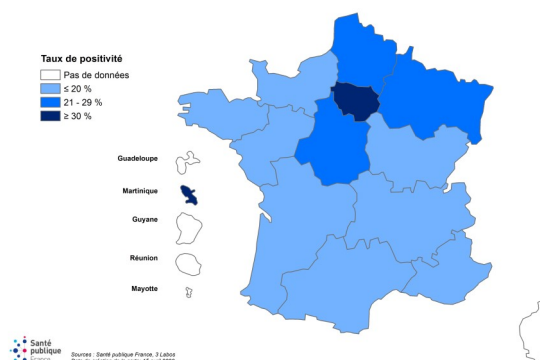 Taux de positivité
Pas de données
≤ 20 %
21 - 29 %
≥ 30 %
Guadeloupe
Martinique
Guyane
Réunion
Mayotte
Santé
publique
France
Sources : Santé publique France, 3 Labos